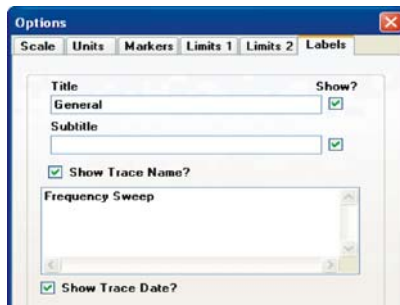 Options
Scale Units Markers Limits 1 Limits 2 Labels
Title Show?
General
Subtitle
Show Trace Name?
Frequency Sweep
Show Trace Date?